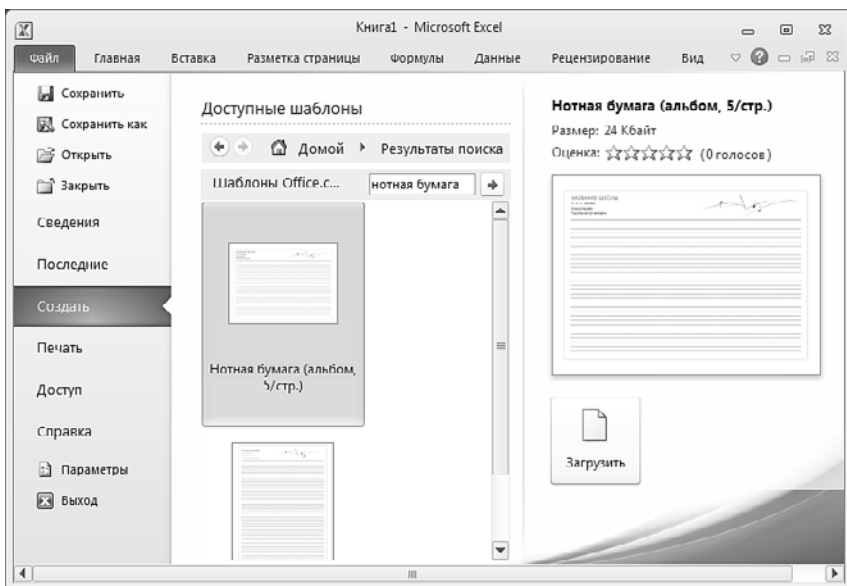 Книга1 - Microsoft Excel
Файл Главная Вставка Разметка страницы Формулы Данные Рецензирование Вид
Сохранить
Сохранить как
Открыть
Закрыть
Сведения
Последние
Создать
Печать
Доступ
Справка
Параметры
Выход
Доступные шаблоны
Домой Результаты поиска
Шаблоны Office.c... нотная бумага
Нотная бумага (альбом,
5/стр.)
Нотная бумага (альбом, 5/стр.)
Размер: 24 Кбайт
Оценка: (0 голосов)
НАЗВАНИЕ ШКОЛЫ
Загрузить